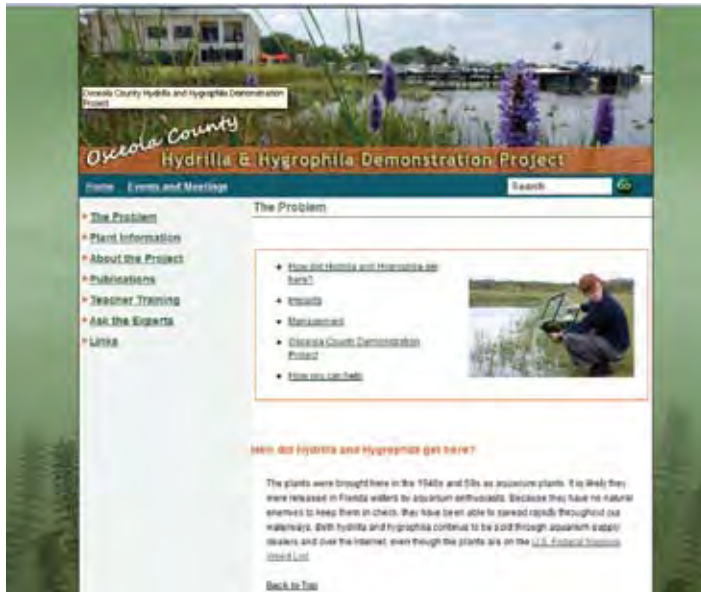 Osceola County Hydrilla and Hygrophila Demonstration
Project
Osceola County
Hydrilla & Hygrophila Demonstration Project
Home Events and Meetings
Search Go
The Problem
Plant Information
About the Project
Publications
Teacher Training
Ask the Experts
Links
The Problem
How did Hydrilla and Hygrophila get
here?
Impacts
Management
Osceola County Demonstration
Project
How you can help
How did Hydrilla and Hygrophila get here?
The plants were brought here in the 1940s and 50s as aquarium plants. It is likely they
were released in Florida waters by aquarium enthusiasts. Because they have no natural
enemies to keep them in check, they have been able to spread rapidly throughout our
waterways. Both hydrilla and hygrophila continue to be sold through aquarium supply
dealers and over the Internet, even though the plants are on the U.S. Federal Noxious
Weed List.
Back to Top